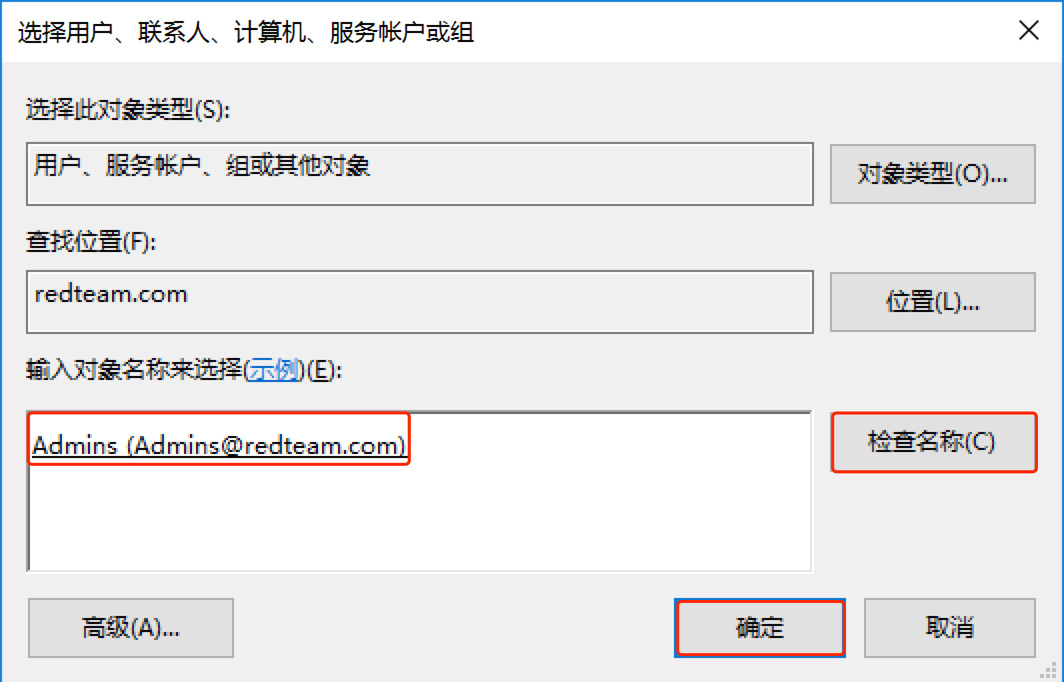 选择用户、联系人、计算机、服务帐户或组
选择此对象类型(S):
用户、服务帐户、组或其他对象
对象类型(O)...
查找位置(F):
redteam.com
位置(L)...
输入对象名称来选择(示例)(E):
Admins (Admins@redteam.com)
检查名称(C)
高级(A)...
确定
取消